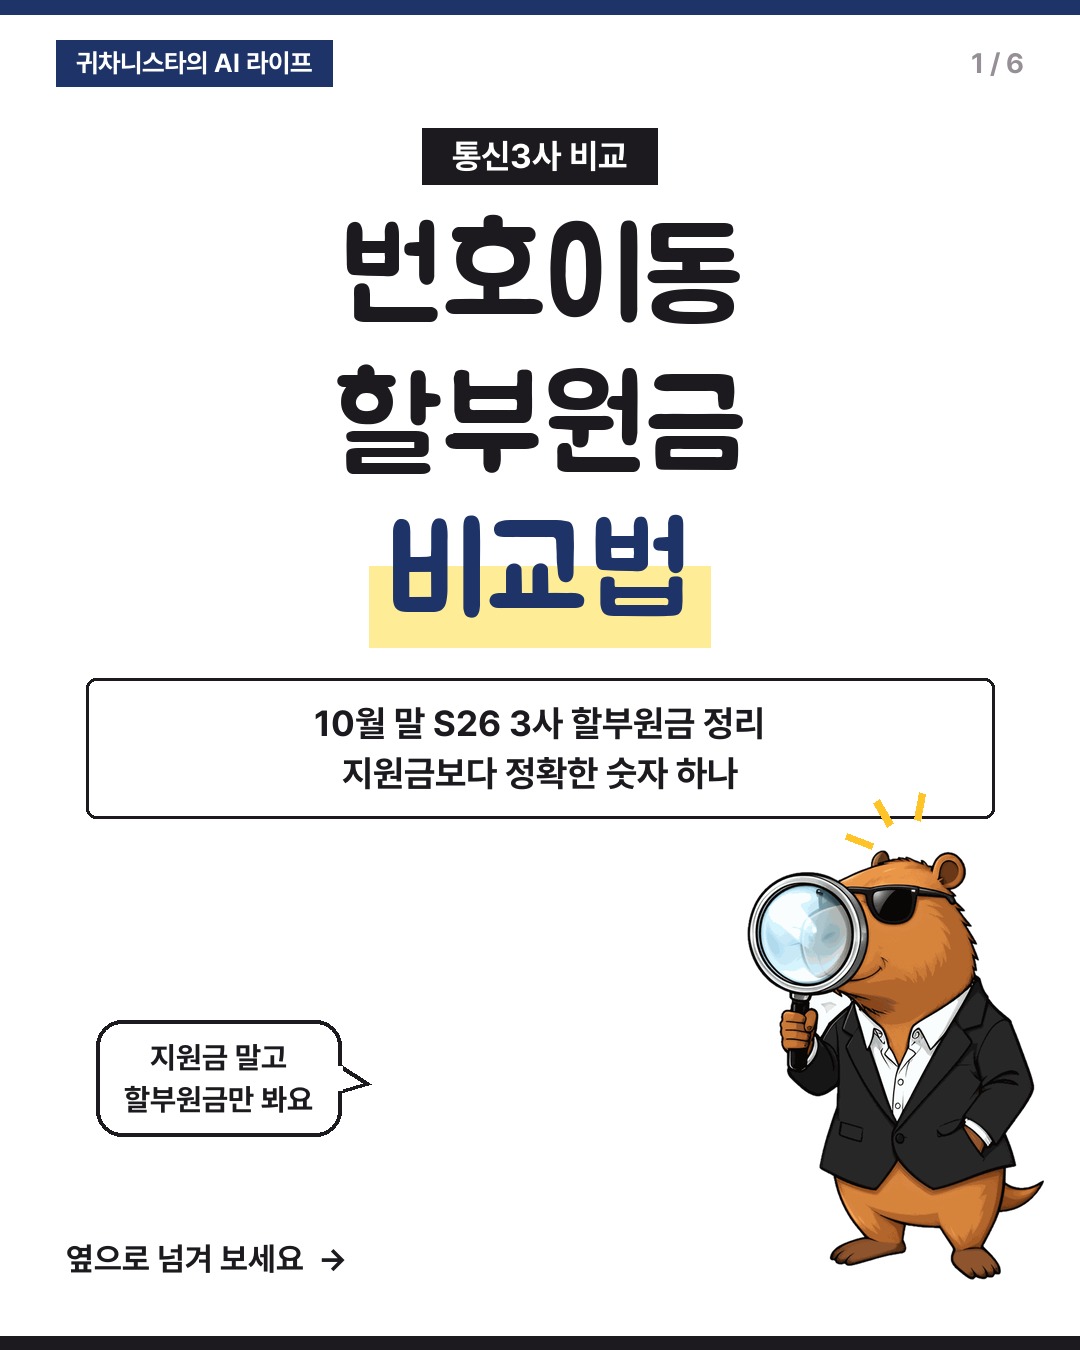 귀차니스타의 AI 라이프
1 / 6
통신3사 비교
번호이동
할부원금
비교법
10월 말 S26 3사 할부원금 정리
지원금보다 정확한 숫자 하나
지원금 말고
할부원금만 봐요
옆으로 넘겨 보세요 →